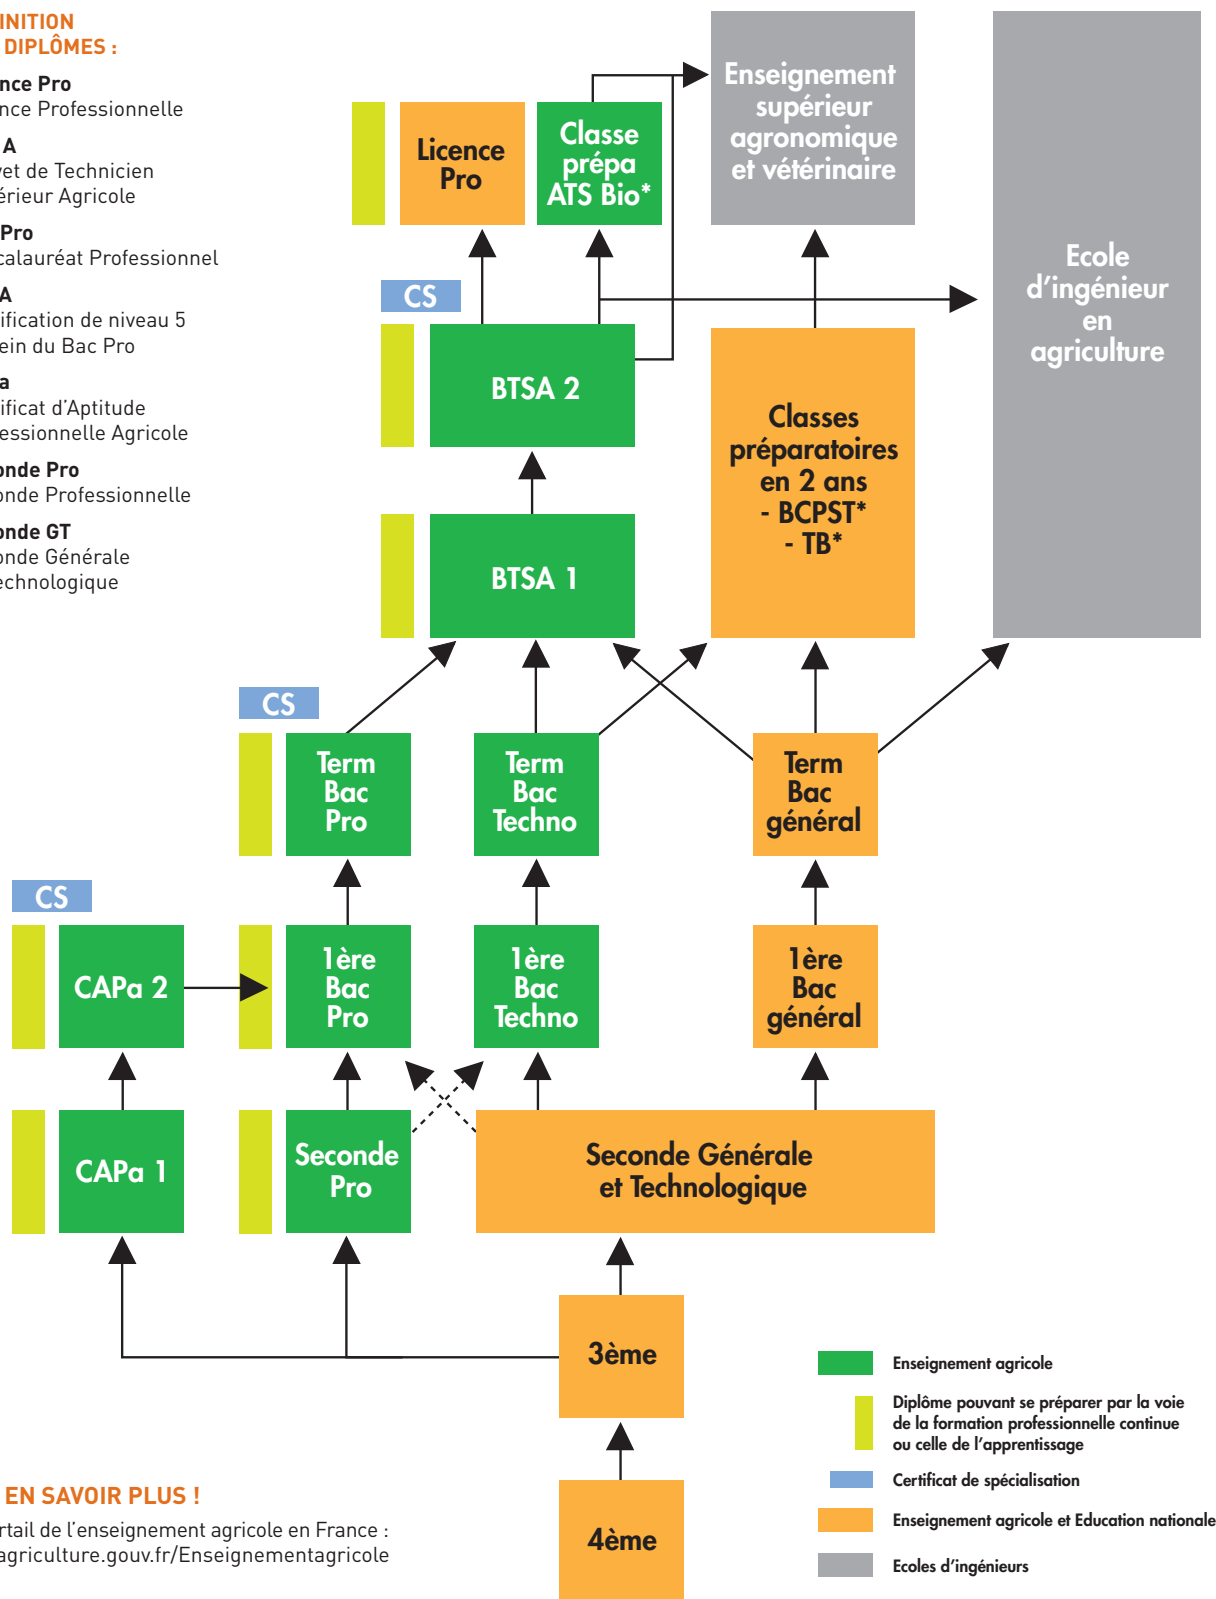 INITION
DIPLÔMES :
nce Pro
nce Professionnelle
A
vet de Technicien
érieur Agricole
Pro
calauréat Professionnel
A
ification de niveau 5
ein du Bac Pro
a
ificat d'Aptitude
essionnelle Agricole
onde Pro
onde Professionnelle
onde GT
onde Générale
echnologique
Licence
Pro
Classe
prépa
ATS Bio*
Enseignement
supérieur
agronomique
et vétérinaire
Ecole
d'ingénieur
en
agriculture
CS
BTSA 2
Classes
préparatoires
en 2 ans
- BCPST*
- TB*
BTSA 1
CS
Term
Bac
Pro
Term
Bac
Techno
Term
Bac
général
CS
CAPa 2
1ère
Bac
Pro
1ère
Bac
Techno
1ère
Bac
général
CAPa 1
Seconde
Pro
Seconde Générale
et Technologique
3ème
4ème
Enseignement agricole
Diplôme pouvant se préparer par la voie
de la formation professionnelle continue
ou celle de l'apprentissage
Certificat de spécialisation
Enseignement agricole et Education nationale
Ecoles d'ingénieurs
EN SAVOIR PLUS !
rtail de l'enseignement agricole en France :
agriculture.gouv.fr/Enseignementagricole